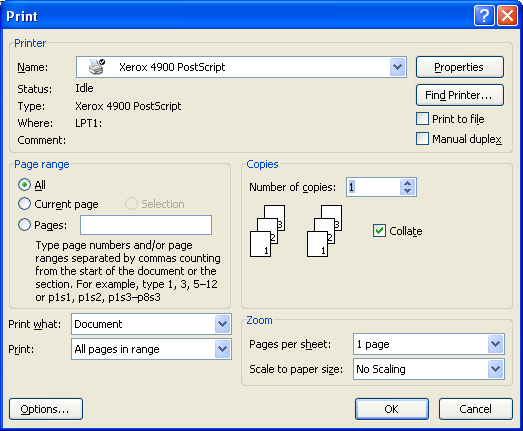 Print
Printer
Name: Xerox 4900 PostScript
Properties
Status: Idle
Find Printer...
Type: Xerox 4900 PostScript
Where: LPT1:
Print to file
Comment:
Manual duplex
Page range
All
Current page Selection
Pages:
Type page numbers and/or page
ranges separated by commas counting
from the start of the document or the
section. For example, type 1, 3, 5–12
or p1s1, p1s2, p1s3–p8s3
Copies
Number of copies: 1
3 3
2 2
1 1
Collate
Print what: Document
Print: All pages in range
Zoom
Pages per sheet: 1 page
Scale to paper size: No Scaling
Options... OK Cancel